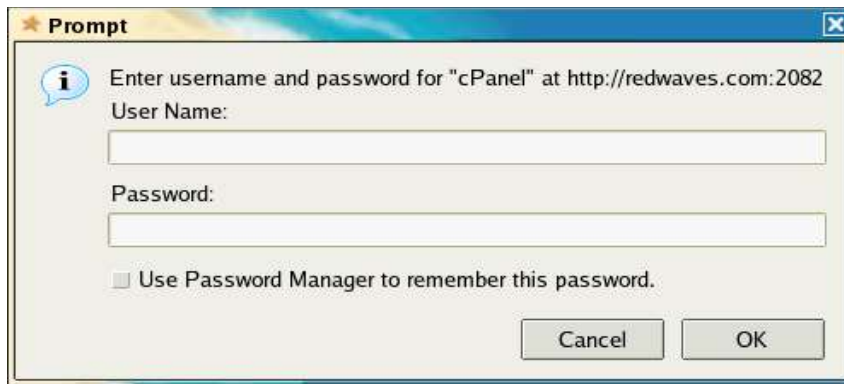 Prompt
Enter username and password for "cPanel" at http://redwaves.com:2082
User Name:
Password:
Use Password Manager to remember this password.
Cancel OK